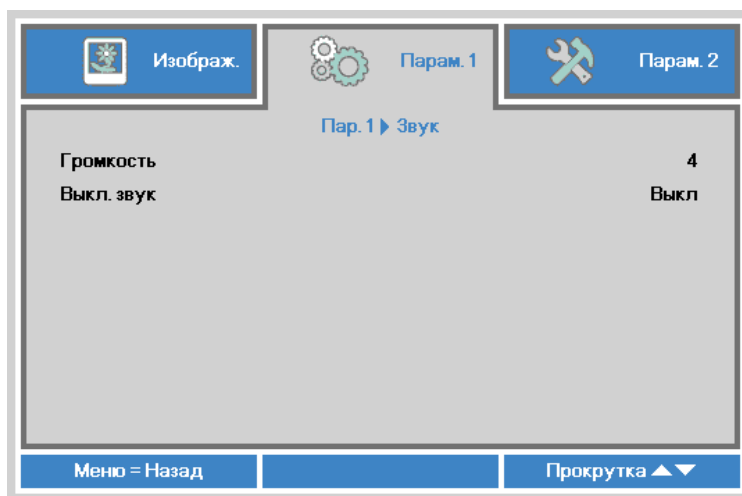 Изображ.
Парам. 1
Парам. 2
Пар. 1 ▶ Звук
Громкость 4
Выкл. звук Выкл
Меню = Назад
Прокрутка ▲▼